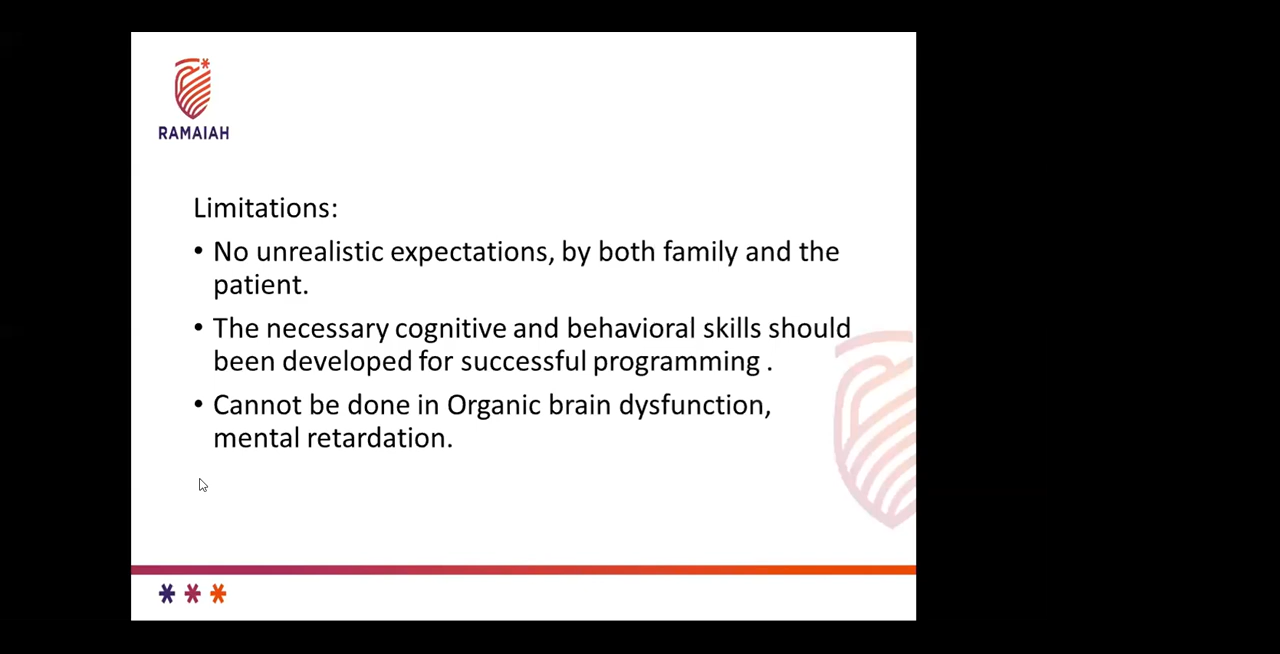 RAMAIAH
Limitations:
• No unrealistic expectations, by both family and the
patient.
• The necessary cognitive and behavioral skills should
been developed for successful programming .
• Cannot be done in Organic brain dysfunction,
mental retardation.